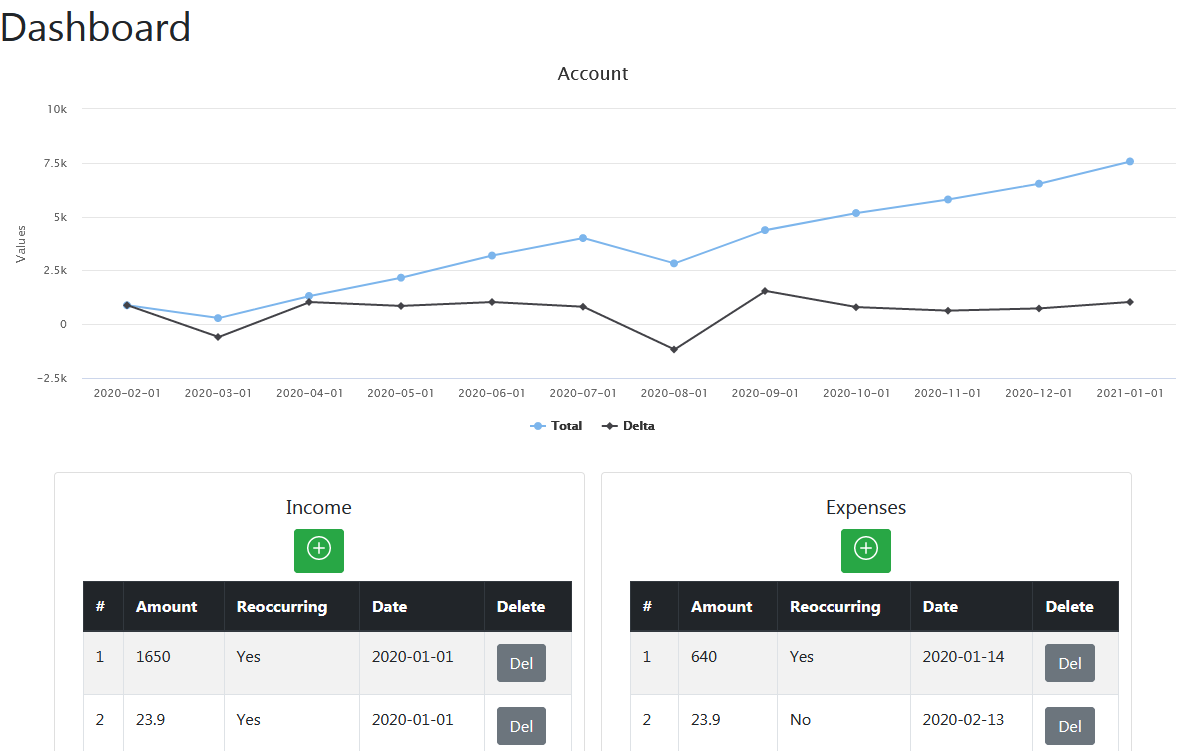 Dashboard
Account
10k
7.5k
5k
2.5k
0
−2.5k
Values
2020-02-01 2020-03-01 2020-04-01 2020-05-01 2020-06-01 2020-07-01 2020-08-01 2020-09-01 2020-10-01 2020-11-01 2020-12-01 2021-01-01
Total Delta
Income
# Amount Reoccurring Date Delete
1 1650 Yes 2020-01-01 Del
2 23.9 Yes 2020-01-01 Del
Expenses
# Amount Reoccurring Date Delete
1 640 Yes 2020-01-14 Del
2 23.9 No 2020-02-13 Del